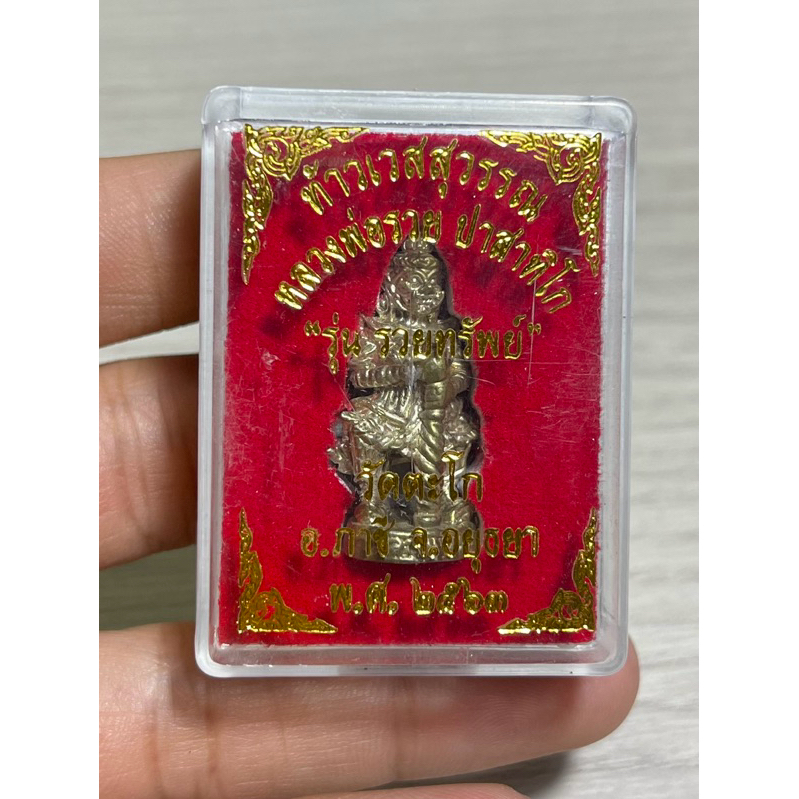 ท้าวเวสสุวรรณ
หลวงพ่อรวย ปาสาทิโก
"รุ่น รวยทรัพย์"
วัดตะโก
อ.ภาชี จ.อยุธยา
พ.ศ. ๒๕๖๓